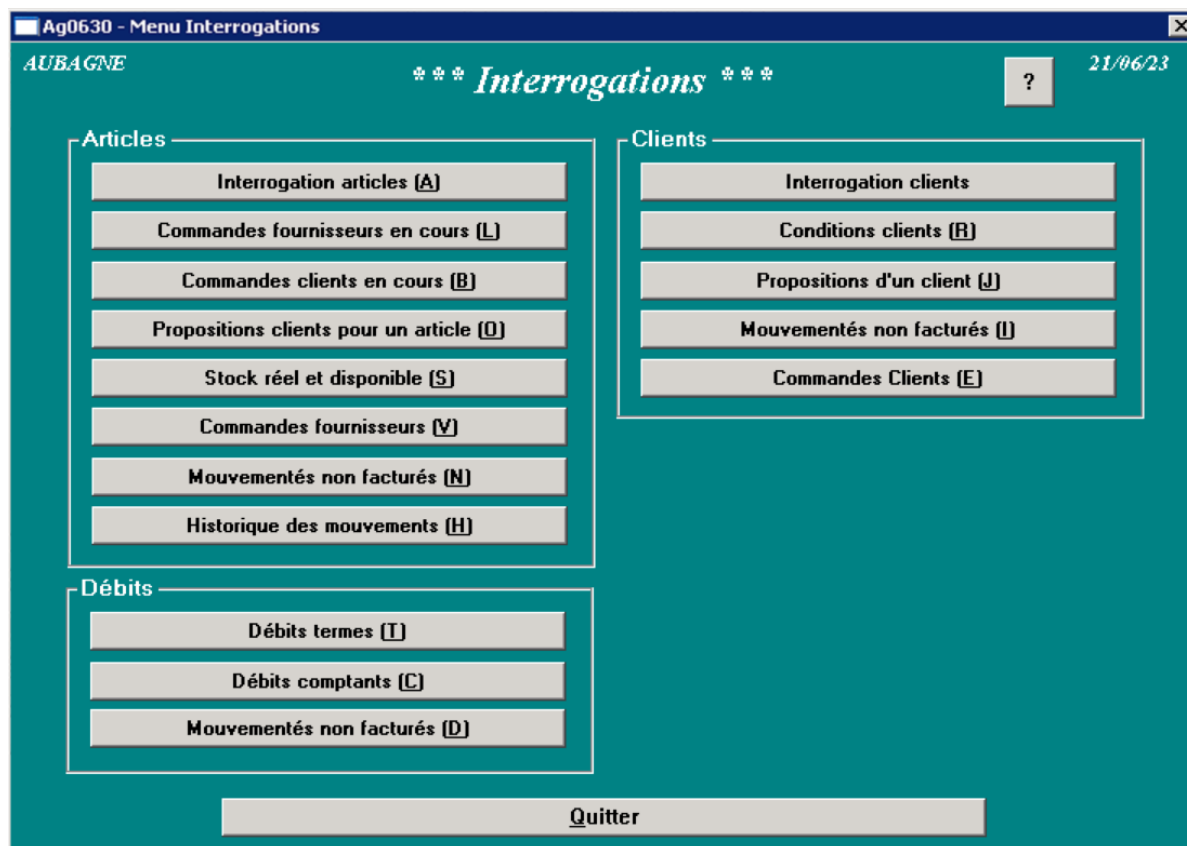 Ag0630 - Menu Interrogations
AUBAGNE
*** Interrogations ***
?
21/06/23
Articles
Interrogation articles (A)
Commandes fournisseurs en cours (L)
Commandes clients en cours (B)
Propositions clients pour un article (O)
Stock réel et disponible (S)
Commandes fournisseurs (V)
Mouvementés non facturés (N)
Historique des mouvements (H)
Clients
Interrogation clients
Conditions clients (R)
Propositions d'un client (J)
Mouvementés non facturés (I)
Commandes Clients (E)
Débits
Débits termes (T)
Débits comptants (C)
Mouvementés non facturés (D)
Quitter